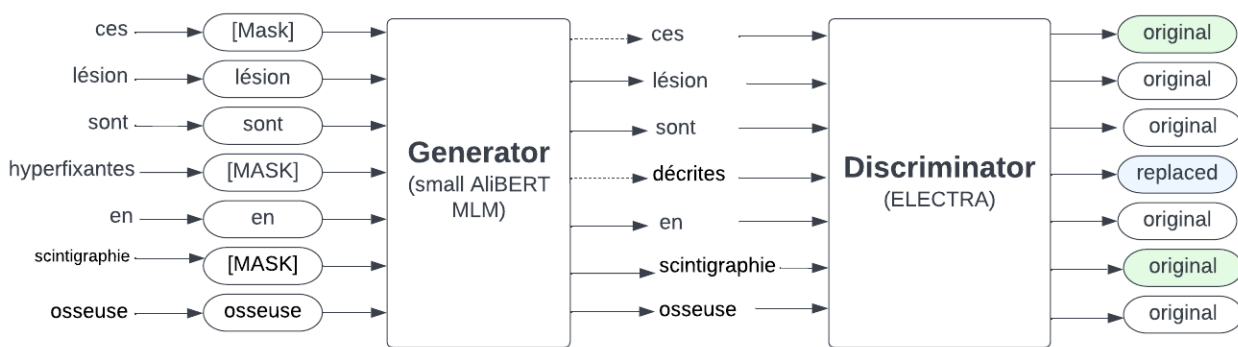 ces [Mask] ces original
lésion lésion lésion original
sont sont sont original
hyperfixantes [MASK] décrites replaced
en en en original
scintigraphie [MASK] scintigraphie original
osseuse osseuse osseuse original
Generator
(small AliBERT
MLM)
Discriminator
(ELECTRA)